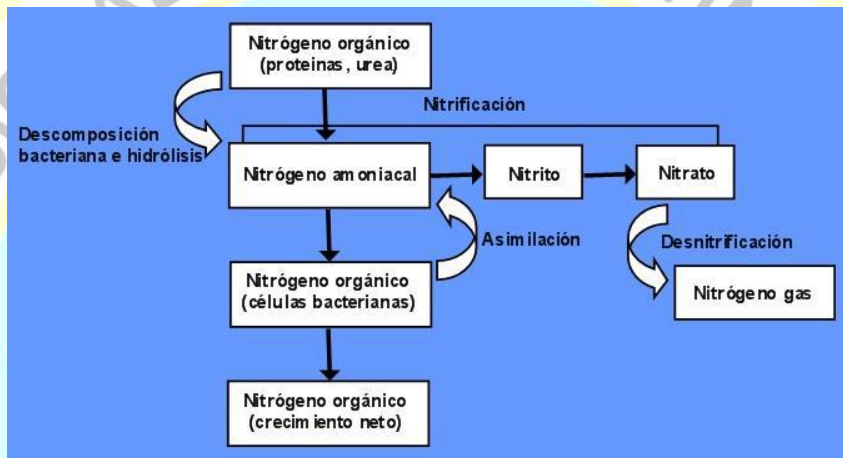 Nitrógeno orgánico
(proteinas, urea)
Nitrificación
Descomposición
bacteriana e hidrólisis
Nitrógeno amoniacal
Nitrito
Nitrato
Asimilación
Desnitrificación
Nitrógeno orgánico
(células bacterianas)
Nitrógeno gas
Nitrógeno orgánico
(crecimiento neto)